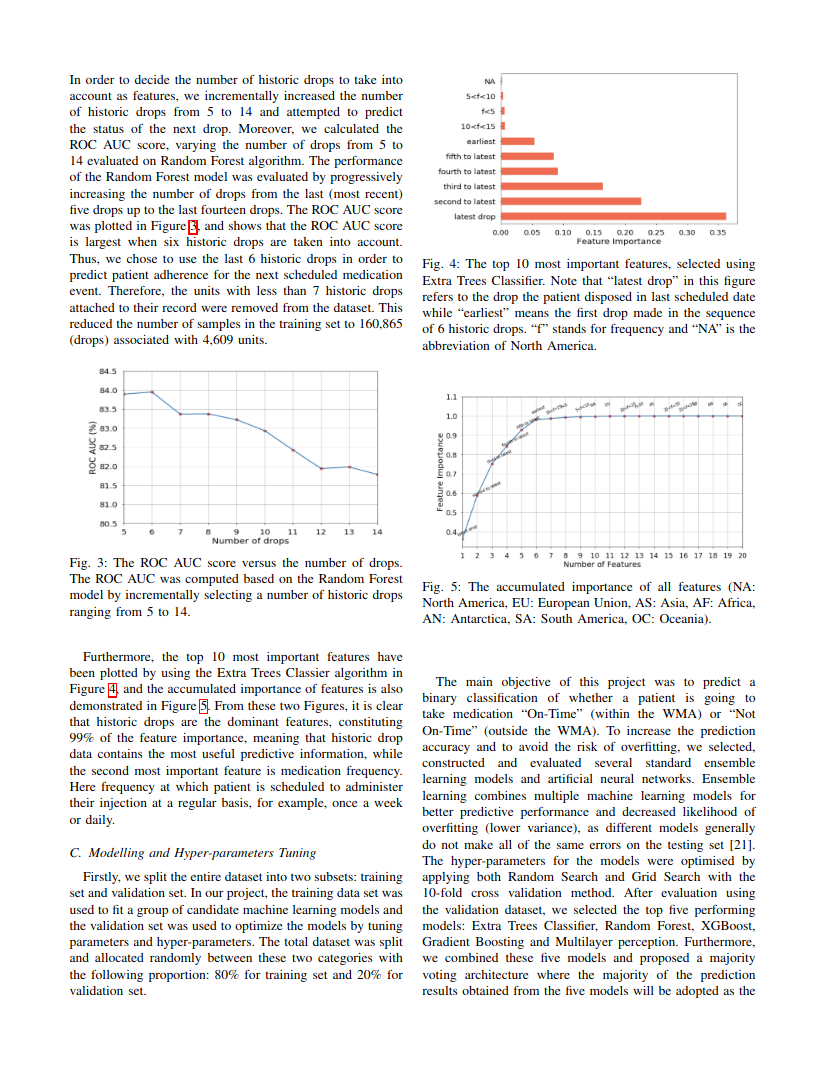 In order to decide the number of historic drops to take into
account as features, we incrementally increased the number
of historic drops from 5 to 14 and attempted to predict
the status of the next drop. Moreover, we calculated the
ROC AUC score, varying the number of drops from 5 to
14 evaluated on Random Forest algorithm. The performance
of the Random Forest model was evaluated by progressively
increasing the number of drops from the last (most recent)
five drops up to the last fourteen drops. The ROC AUC score
was plotted in Figure 3, and shows that the ROC AUC score
is largest when six historic drops are taken into account.
Thus, we chose to use the last 6 historic drops in order to
predict patient adherence for the next scheduled medication
event. Therefore, the units with less than 7 historic drops
attached to their record were removed from the dataset. This
reduced the number of samples in the training set to 160,865
(drops) associated with 4,609 units.
84.5
84.0
83.5
83.0
82.5
82.0
81.5
81.0
80.5
ROC AUC (%)
5 6 7 8 9 10 11 12 13 14
Number of drops
Fig. 3: The ROC AUC score versus the number of drops.
The ROC AUC was computed based on the Random Forest
model by incrementally selecting a number of historic drops
ranging from 5 to 14.
Furthermore, the top 10 most important features have
been plotted by using the Extra Trees Classier algorithm in
Figure 4, and the accumulated importance of features is also
demonstrated in Figure 5. From these two Figures, it is clear
that historic drops are the dominant features, constituting
99% of the feature importance, meaning that historic drop
data contains the most useful predictive information, while
the second most important feature is medication frequency.
Here frequency at which patient is scheduled to administer
their injection at a regular basis, for example, once a week
or daily.
C. Modelling and Hyper-parameters Tuning
Firstly, we split the entire dataset into two subsets: training
set and validation set. In our project, the training data set was
used to fit a group of candidate machine learning models and
the validation set was used to optimize the models by tuning
parameters and hyper-parameters. The total dataset was split
and allocated randomly between these two categories with
the following proportion: 80% for training set and 20% for
validation set.
NA
5<f<10
f<5
10<f<15
earliest
fifth to latest
fourth to latest
third to latest
second to latest
latest drop
0.00 0.05 0.10 0.15 0.20 0.25 0.30 0.35
Feature Importance
Fig. 4: The top 10 most important features, selected using
Extra Trees Classifier. Note that “latest drop” in this figure
refers to the drop the patient disposed in last scheduled date
while “earliest” means the first drop made in the sequence
of 6 historic drops. “f” stands for frequency and “NA” is the
abbreviation of North America.
1.1
1.0
0.9
0.8
0.7
0.6
0.5
0.4
Feature Importance
1 2 3 4 5 6 7 8 9 10 11 12 13 14 15 16 17 18 19 20
Number of Features
Fig. 5: The accumulated importance of all features (NA:
North America, EU: European Union, AS: Asia, AF: Africa,
AN: Antarctica, SA: South America, OC: Oceania).
The main objective of this project was to predict a
binary classification of whether a patient is going to
take medication “On-Time” (within the WMA) or “Not
On-Time” (outside the WMA). To increase the prediction
accuracy and to avoid the risk of overfitting, we selected,
constructed and evaluated several standard ensemble
learning models and artificial neural networks. Ensemble
learning combines multiple machine learning models for
better predictive performance and decreased likelihood of
overfitting (lower variance), as different models generally
do not make all of the same errors on the testing set [21].
The hyper-parameters for the models were optimised by
applying both Random Search and Grid Search with the
10-fold cross validation method. After evaluation using
the validation dataset, we selected the top five performing
models: Extra Trees Classifier, Random Forest, XGBoost,
Gradient Boosting and Multilayer perception. Furthermore,
we combined these five models and proposed a majority
voting architecture where the majority of the prediction
results obtained from the five models will be adopted as the